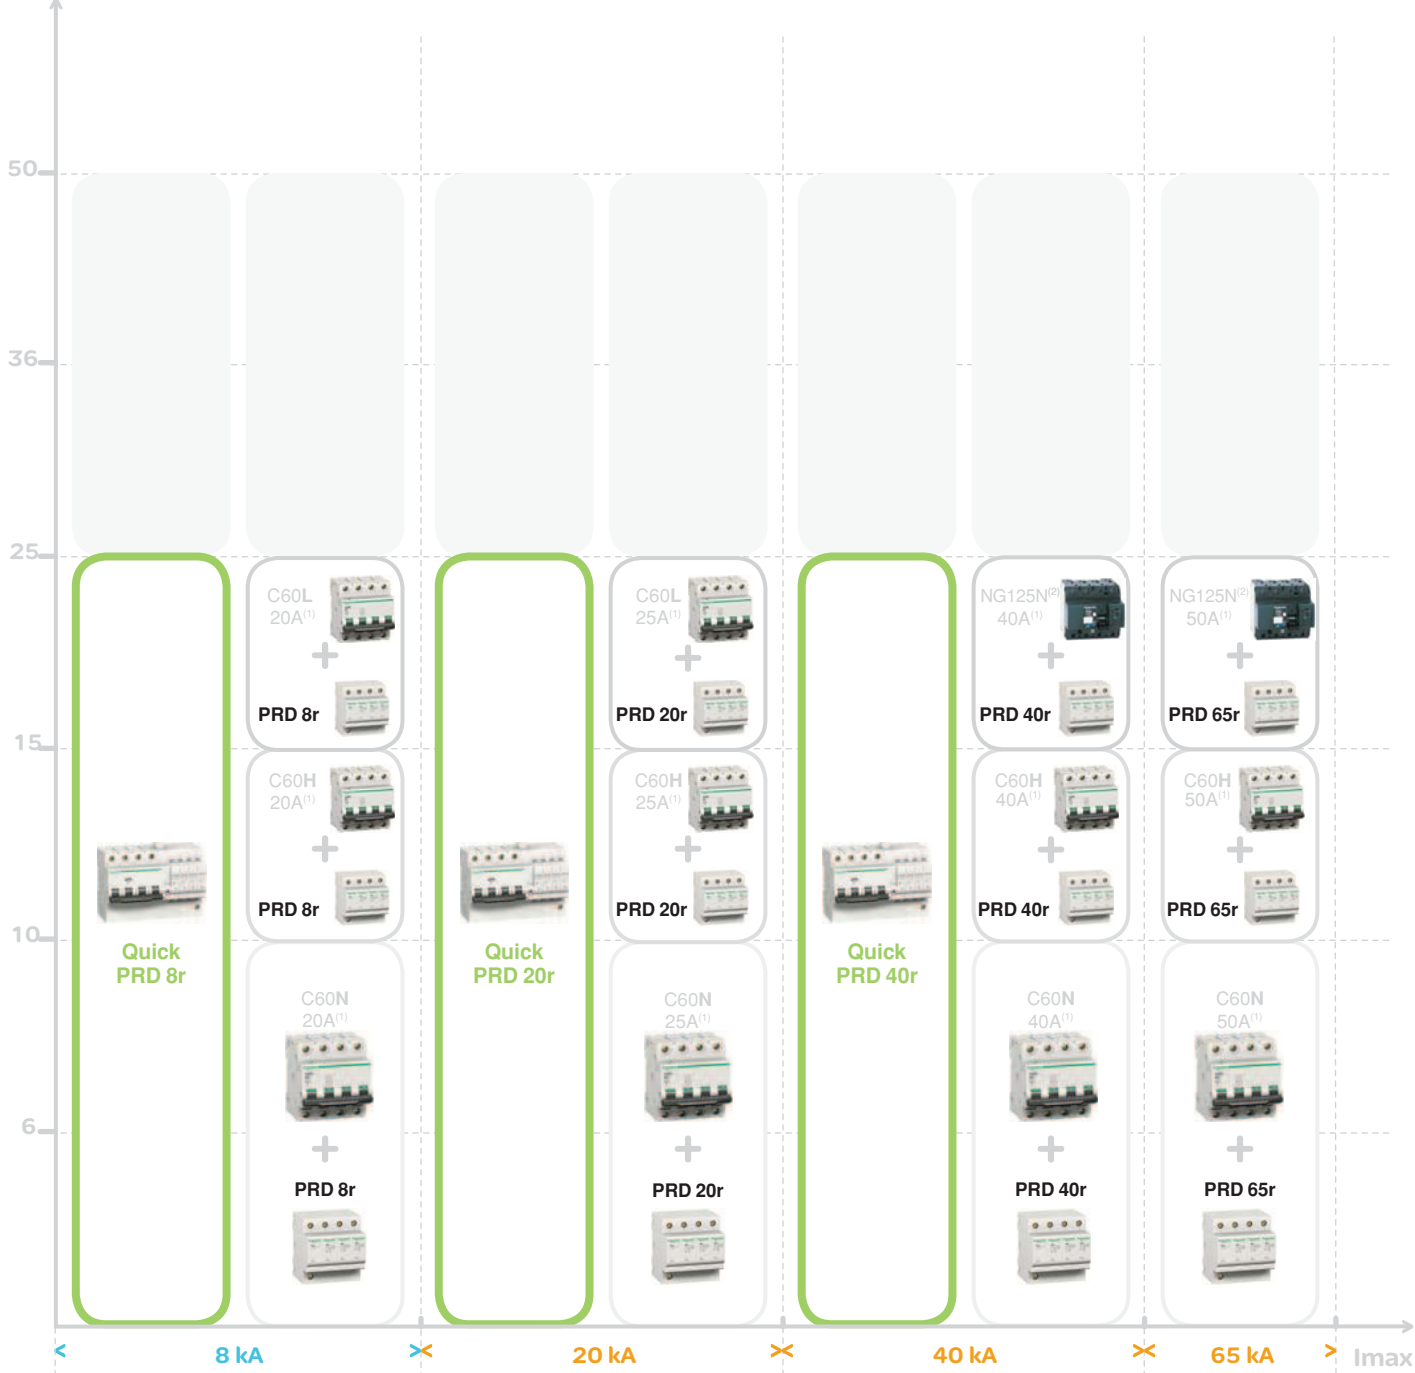 50
36
25
C60L
20A(1)
PRD 8r
C60L
25A(1)
PRD 20r
NG125N(2)
40A(1)
PRD 40r
NG125N(2)
50A(1)
PRD 65r
15
C60H
20A(1)
PRD 8r
C60H
25A(1)
PRD 20r
C60H
40A(1)
PRD 40r
C60H
50A(1)
PRD 65r
10
Quick
PRD 8r
Quick
PRD 20r
Quick
PRD 40r
C60N
20A(1)
PRD 8r
C60N
25A(1)
PRD 20r
C60N
40A(1)
PRD 40r
C60N
50A(1)
PRD 65r
6
8 kA
20 kA
40 kA
65 kA
Imax